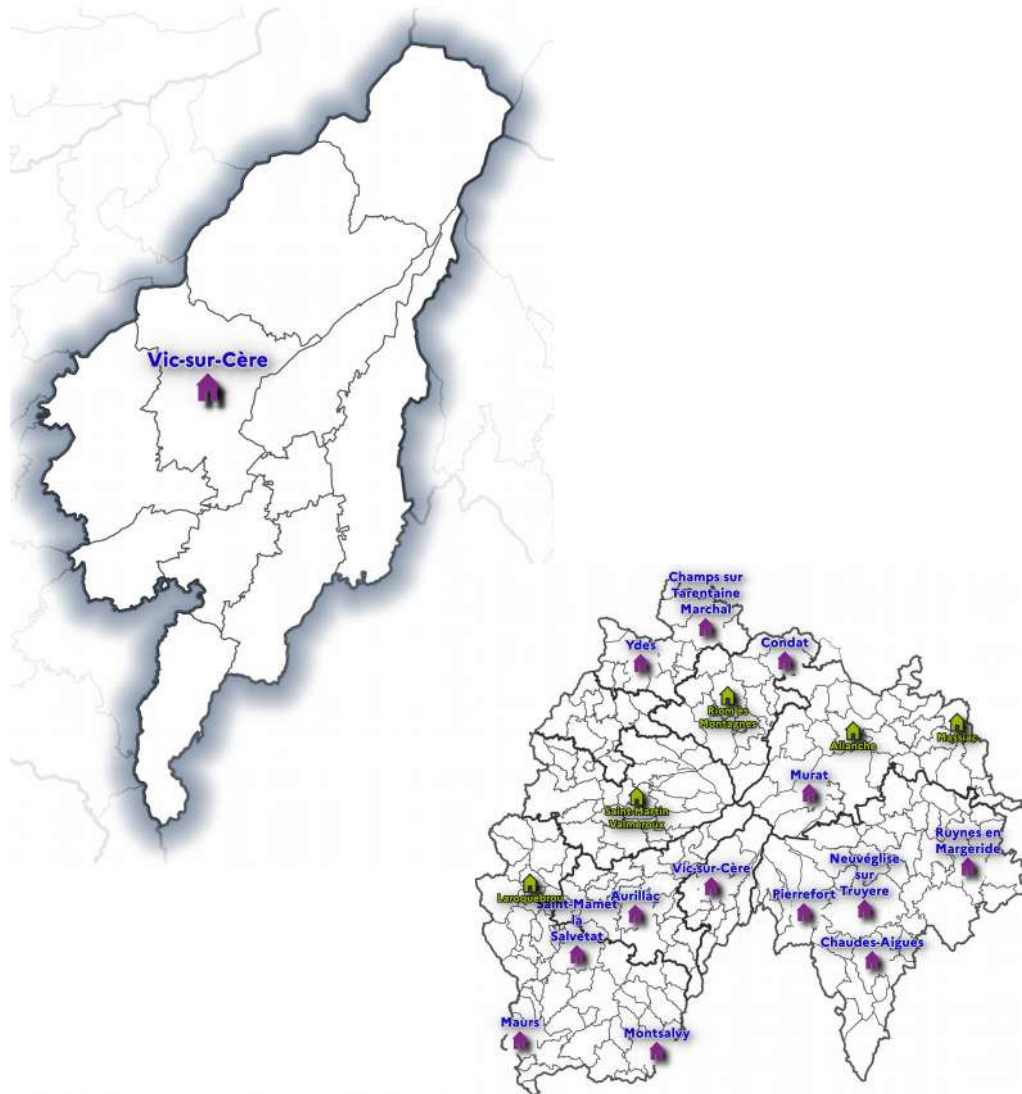 Vic-sur-Cère
Champs sur
Tarentaine
Marchal
Ydes
Condat
Riom es
Montagnes
Allanche
Massiac
Murat
Saint-Martin
Valmeroux
Ruynes en
Margeride
Neuvéglise
sur
Truyere
Vic-sur-Cère
Pierrefort
Aurillac
Laroquebrou
Saint-Mamet
la
Salvetat
Chaudes-Aigues
Maurs
Montsalvy